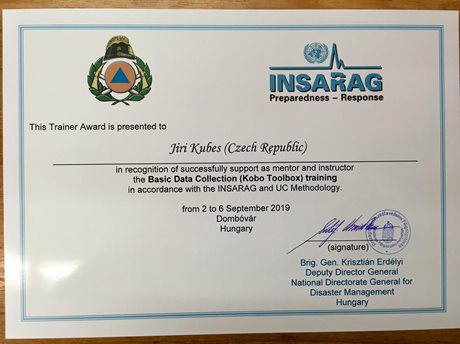 INSARAG
Preparedness – Response
This Trainer Award is presented to
Jiri Kubes (Czech Republic)
in recognition of successfully support as mentor and instructor
the Basic Data Collection (Kobo Toolbox) training
in accordance with the INSARAG and UC Methodology.
from 2 to 6 September 2019
Dombóvár
Hungary
(signature)
Brig. Gen. Krisztián Erdélyi
Deputy Director General
National Directorate General for
Disaster Management
Hungary